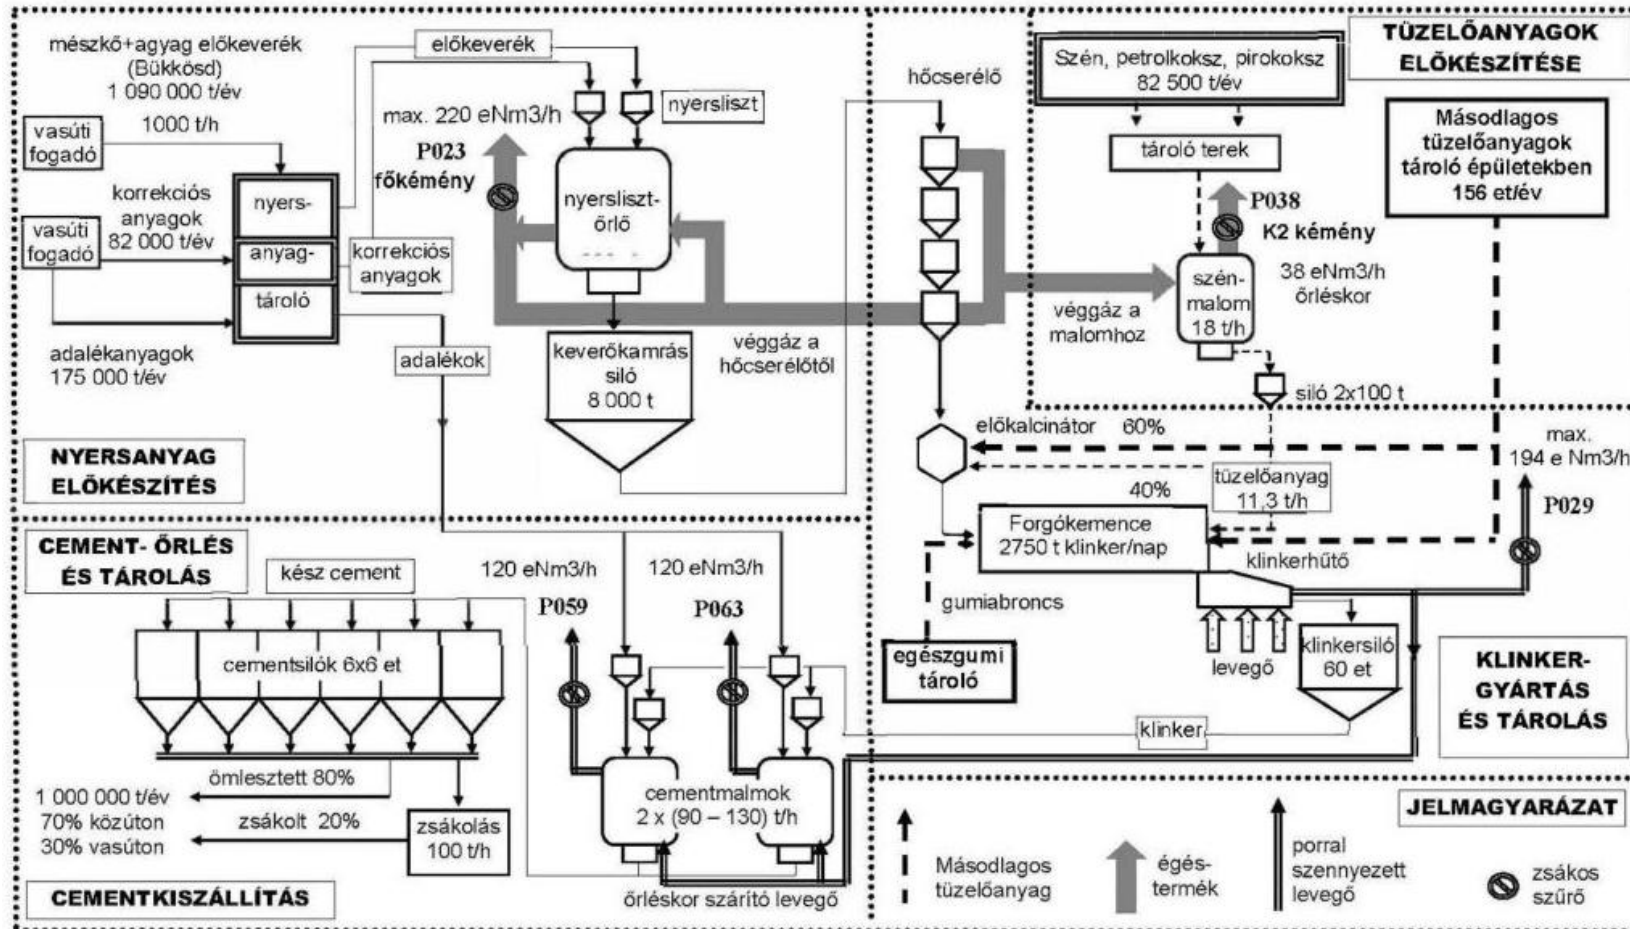 mészkő+agyag előkeverék
(Bükkösd)
1 090 000 t/év
1000 t/h
vasúti
fogadó
korrekciós
anyagok
82 000 t/év
vasúti
fogadó
adalékanyagok
175 000 t/év
nyers-
anyag-
tároló
előkeverék
korrekciós
anyagok
adalékok
max. 220 eNm3/h
P023
főkémény
nyersliszt
nyersliszt-
őrlő
keverőkamrás
siló
8 000 t
véggáz a
hőcserélőtől
NYERSANYAG
ELŐKÉSZÍTÉS
hőcserélő
Szén, petrolkoksz, pirokoksz
82 500 t/év
tároló terek
TÜZELŐANYAGOK
ELŐKÉSZÍTÉSE
Másodlagos
tüzelőanyagok
tároló épületekben
156 et/év
P038
K2 kémény
38 eNm3/h
őrléskor
szén-
malom
18 t/h
véggáz a
malomhoz
siló 2x100 t
előkalcinátor 60%
tüzelőanyag
11,3 t/h
40%
max.
194 e Nm3/h
P029
Forgókemence
2750 t klinker/nap
klinkerhűtő
gumiabroncs
egészgumi
tároló
levegő
klinkersiló
60 et
klinker
KLINKER-
GYÁRTÁS
ÉS TÁROLÁS
CEMENT- ŐRLÉS
ÉS TÁROLÁS
kész cement
120 eNm3/h
P059
120 eNm3/h
P063
cementsilók 6x6 et
ömlesztett 80%
1 000 000 t/év
70% közúton
30% vasúton
zsákolt 20%
zsákolás
100 t/h
cementmalmok
2 x (90 – 130) t/h
őrléskor szárító levegő
CEMENTKISZÁLLÍTÁS
JELMAGYARÁZAT
Másodlagos
tüzelőanyag
égés-
termék
porral
szennyezett
levegő
zsákos
szűrő